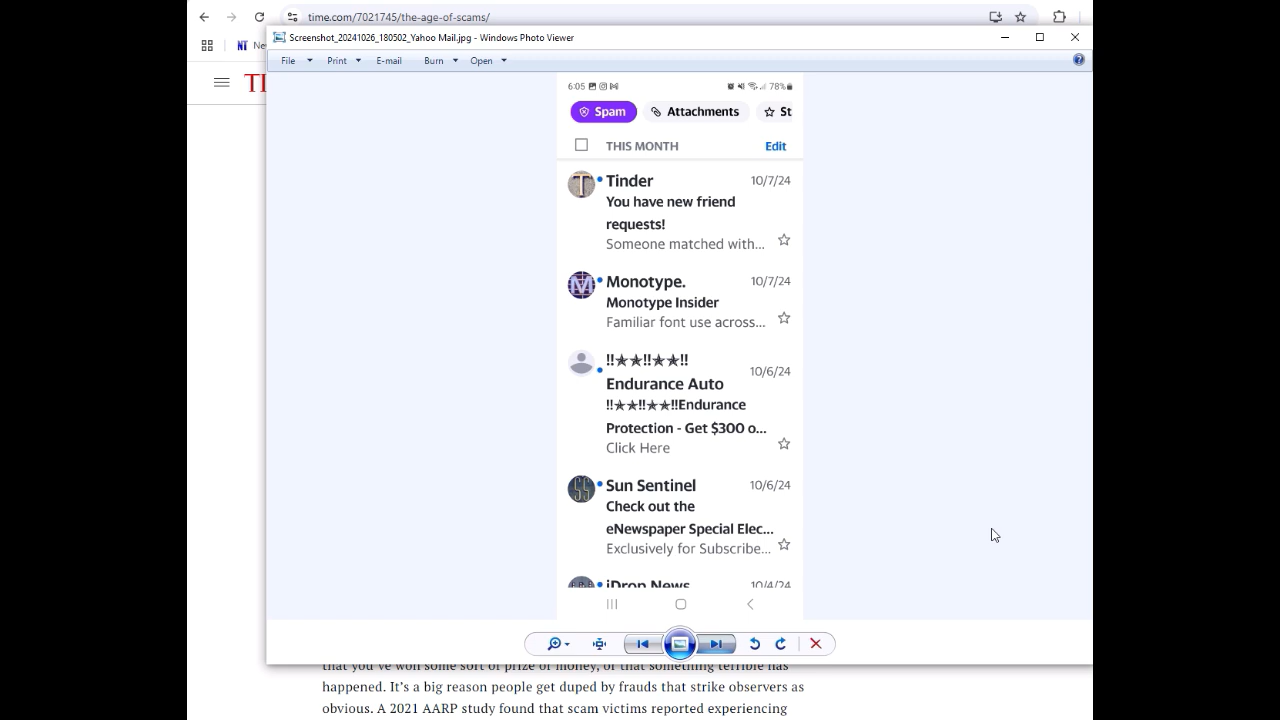 time.com/7021745/the-age-of-scams/
NT Ne
Screenshot_20241026_180502_Yahoo Mail.jpg - Windows Photo Viewer
File Print E-mail Burn Open
TI
6:05 78%
Spam Attachments St
THIS MONTH Edit
T Tinder 10/7/24
You have new friend
requests!
Someone matched with...
M Monotype. 10/7/24
Monotype Insider
Familiar font use across...
!!★★!!★★!!
Endurance Auto 10/6/24
!!★★!!★★!!Endurance
Protection - Get $300 o...
Click Here
SS Sun Sentinel 10/6/24
Check out the
eNewspaper Special Elec...
Exclusively for Subscribe...
iDrop News 10/4/24
that you've won some sort of prize or money, or that something terrible has
happened. It's a big reason people get duped by frauds that strike observers as
obvious. A 2021 AARP study found that scam victims reported experiencing